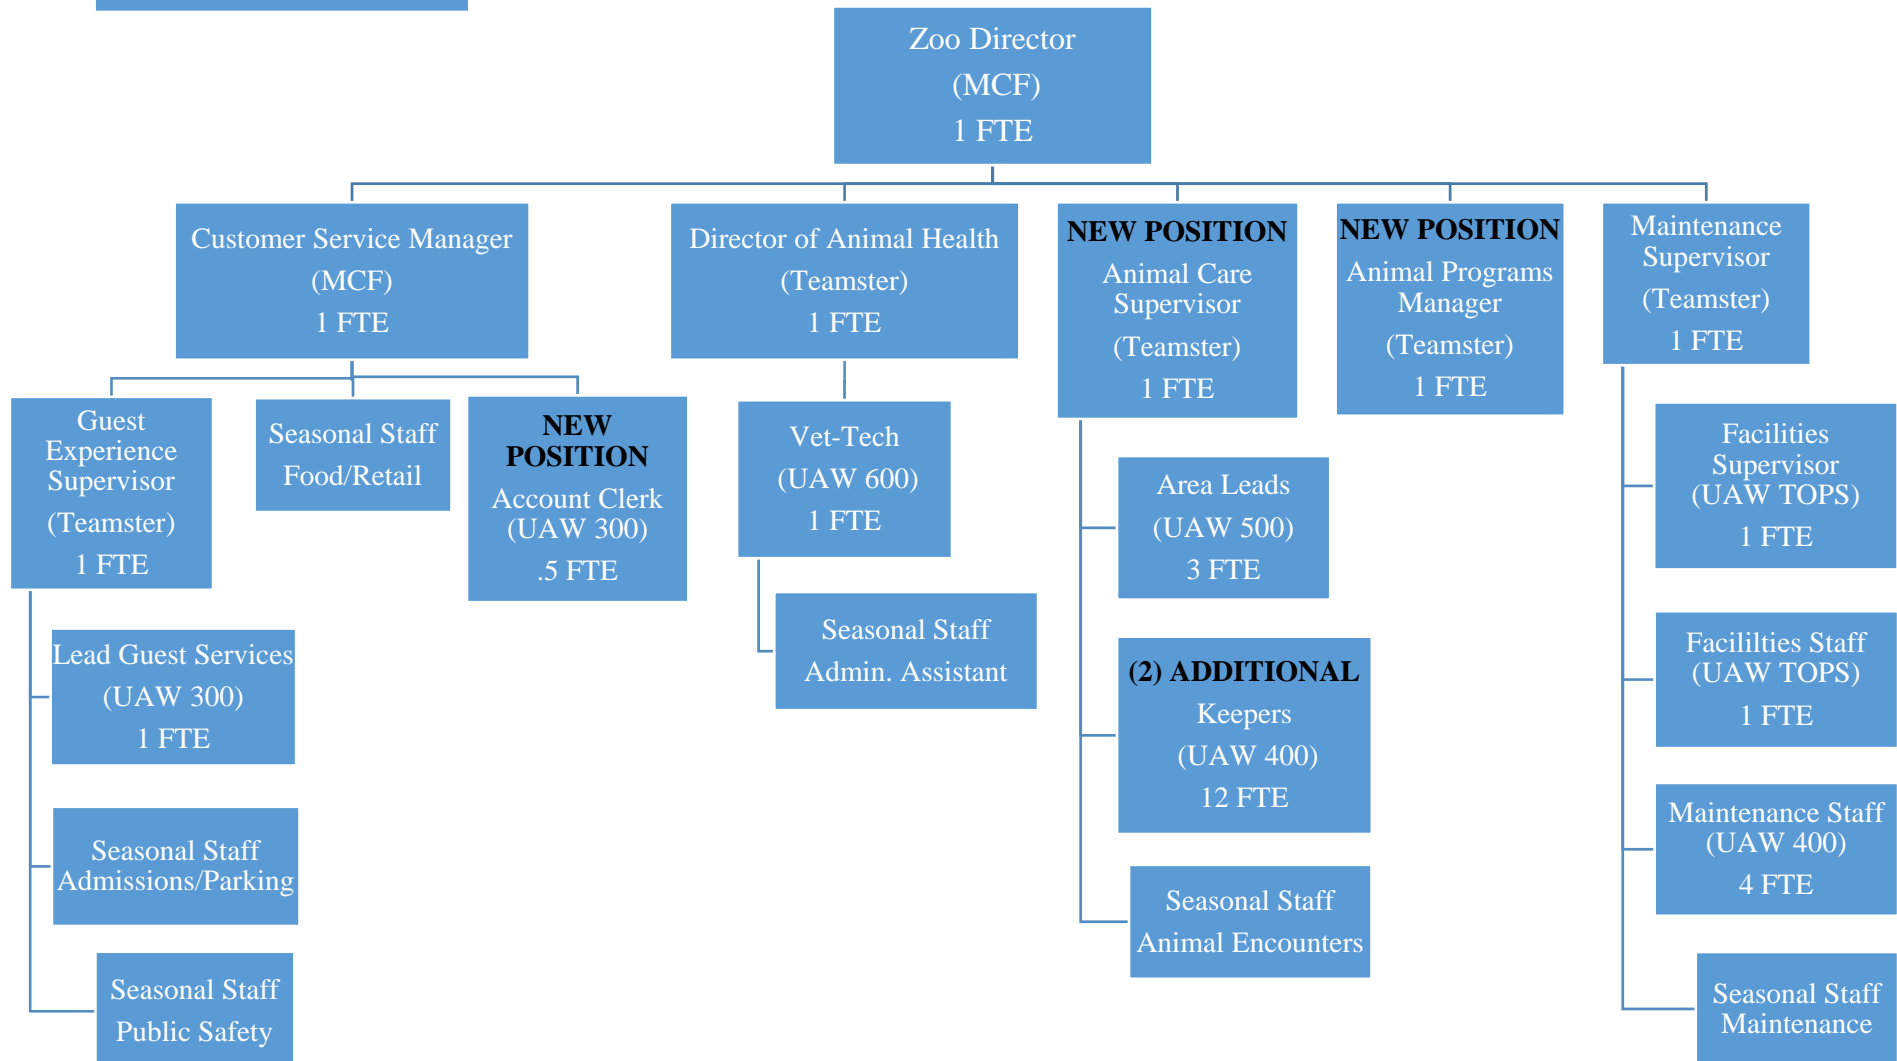 Zoo Director
(MCF)
1 FTE
Customer Service Manager
(MCF)
1 FTE
Director of Animal Health
(Teamster)
1 FTE
NEW POSITION
Animal Care
Supervisor
(Teamster)
1 FTE
NEW POSITION
Animal Programs
Manager
(Teamster)
1 FTE
Maintenance
Supervisor
(Teamster)
1 FTE
Guest
Experience
Supervisor
(Teamster)
1 FTE
Seasonal Staff
Food/Retail
NEW
POSITION
Account Clerk
(UAW 300)
.5 FTE
Vet-Tech
(UAW 600)
1 FTE
Area Leads
(UAW 500)
3 FTE
Facilities
Supervisor
(UAW TOPS)
1 FTE
Lead Guest Services
(UAW 300)
1 FTE
Seasonal Staff
Admin. Assistant
(2) ADDITIONAL
Keepers
(UAW 400)
12 FTE
Facililties Staff
(UAW TOPS)
1 FTE
Seasonal Staff
Admissions/Parking
Seasonal Staff
Animal Encounters
Maintenance Staff
(UAW 400)
4 FTE
Seasonal Staff
Public Safety
Seasonal Staff
Maintenance